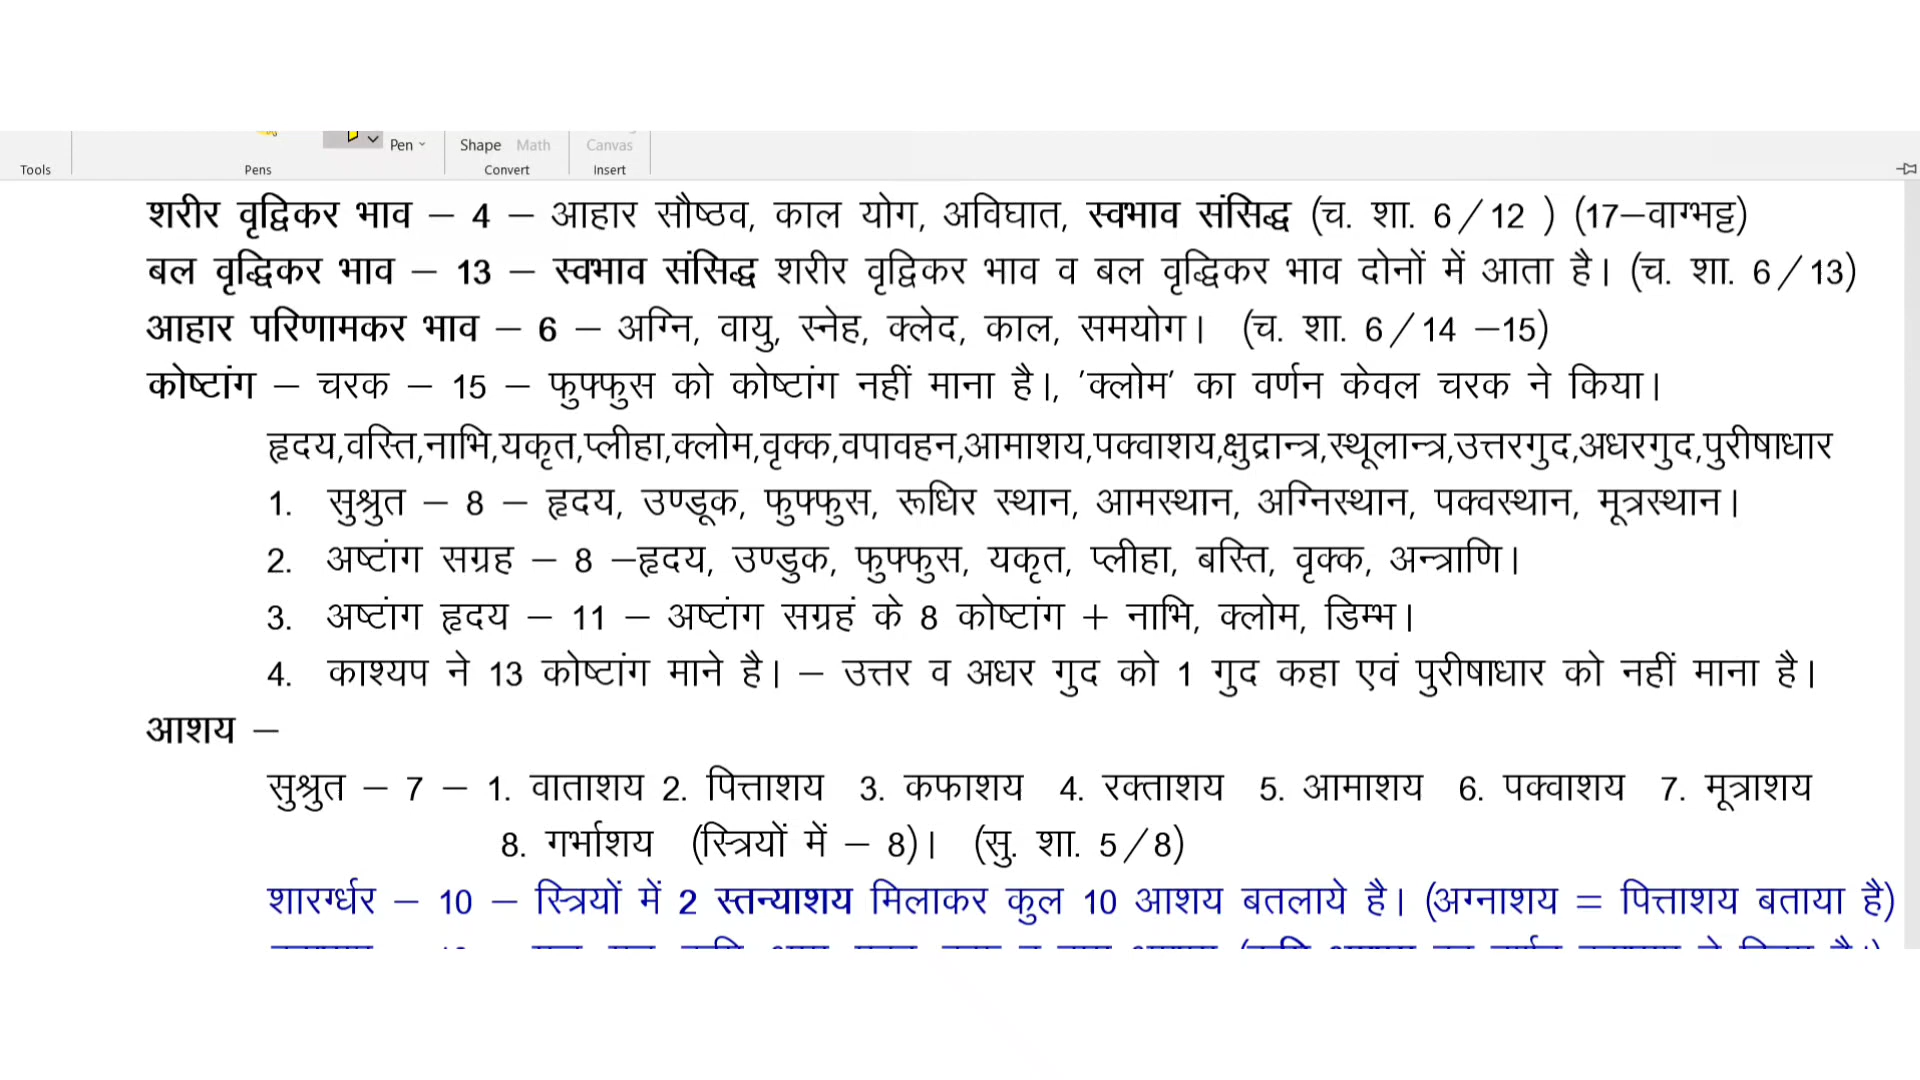 Pen Shape Math Canvas
Tools Pens Convert Insert
शरीर वृद्विकर भाव – 4 – आहार सौष्ठव, काल योग, अविघात, स्वभाव संसिद्ध (च. शा. 6/12 ) (17–वाग्भट्ट)
बल वृद्धिकर भाव – 13 – स्वभाव संसिद्ध शरीर वृद्विकर भाव व बल वृद्धिकर भाव दोनों में आता है। (च. शा. 6/13)
आहार परिणामकर भाव – 6 – अग्नि, वायु, स्नेह, क्लेद, काल, समयोग। (च. शा. 6/14 –15)
कोष्टांग – चरक – 15 – फुफ्फुस को कोष्टांग नहीं माना है।, 'क्लोम' का वर्णन केवल चरक ने किया।
हृदय,वस्ति,नाभि,यकृत,प्लीहा,क्लोम,वृक्क,वपावहन,आमाशय,पक्वाशय,क्षुद्रान्त्र,स्थूलान्त्र,उत्तरगुद,अधरगुद,पुरीषाधार
1. सुश्रुत – 8 – हृदय, उण्डूक, फुफ्फुस, रूधिर स्थान, आमस्थान, अग्निस्थान, पक्वस्थान, मूत्रस्थान।
2. अष्टांग सग्रह – 8 –हृदय, उण्डुक, फुफ्फुस, यकृत, प्लीहा, बस्ति, वृक्क, अन्त्राणि।
3. अष्टांग हृदय – 11 – अष्टांग सग्रहं के 8 कोष्टांग + नाभि, क्लोम, डिम्भ।
4. काश्यप ने 13 कोष्टांग माने है। – उत्तर व अधर गुद को 1 गुद कहा एवं पुरीषाधार को नहीं माना है।
आशय –
सुश्रुत – 7 – 1. वाताशय 2. पित्ताशय 3. कफाशय 4. रक्ताशय 5. आमाशय 6. पक्वाशय 7. मूत्राशय
8. गर्भाशय (स्त्रियों में – 8)। (सु. शा. 5/8)
शारर्ग्धर – 10 – स्त्रियों में 2 स्तन्याशय मिलाकर कुल 10 आशय बतलाये है। (अग्नाशय = पित्ताशय बताया है)